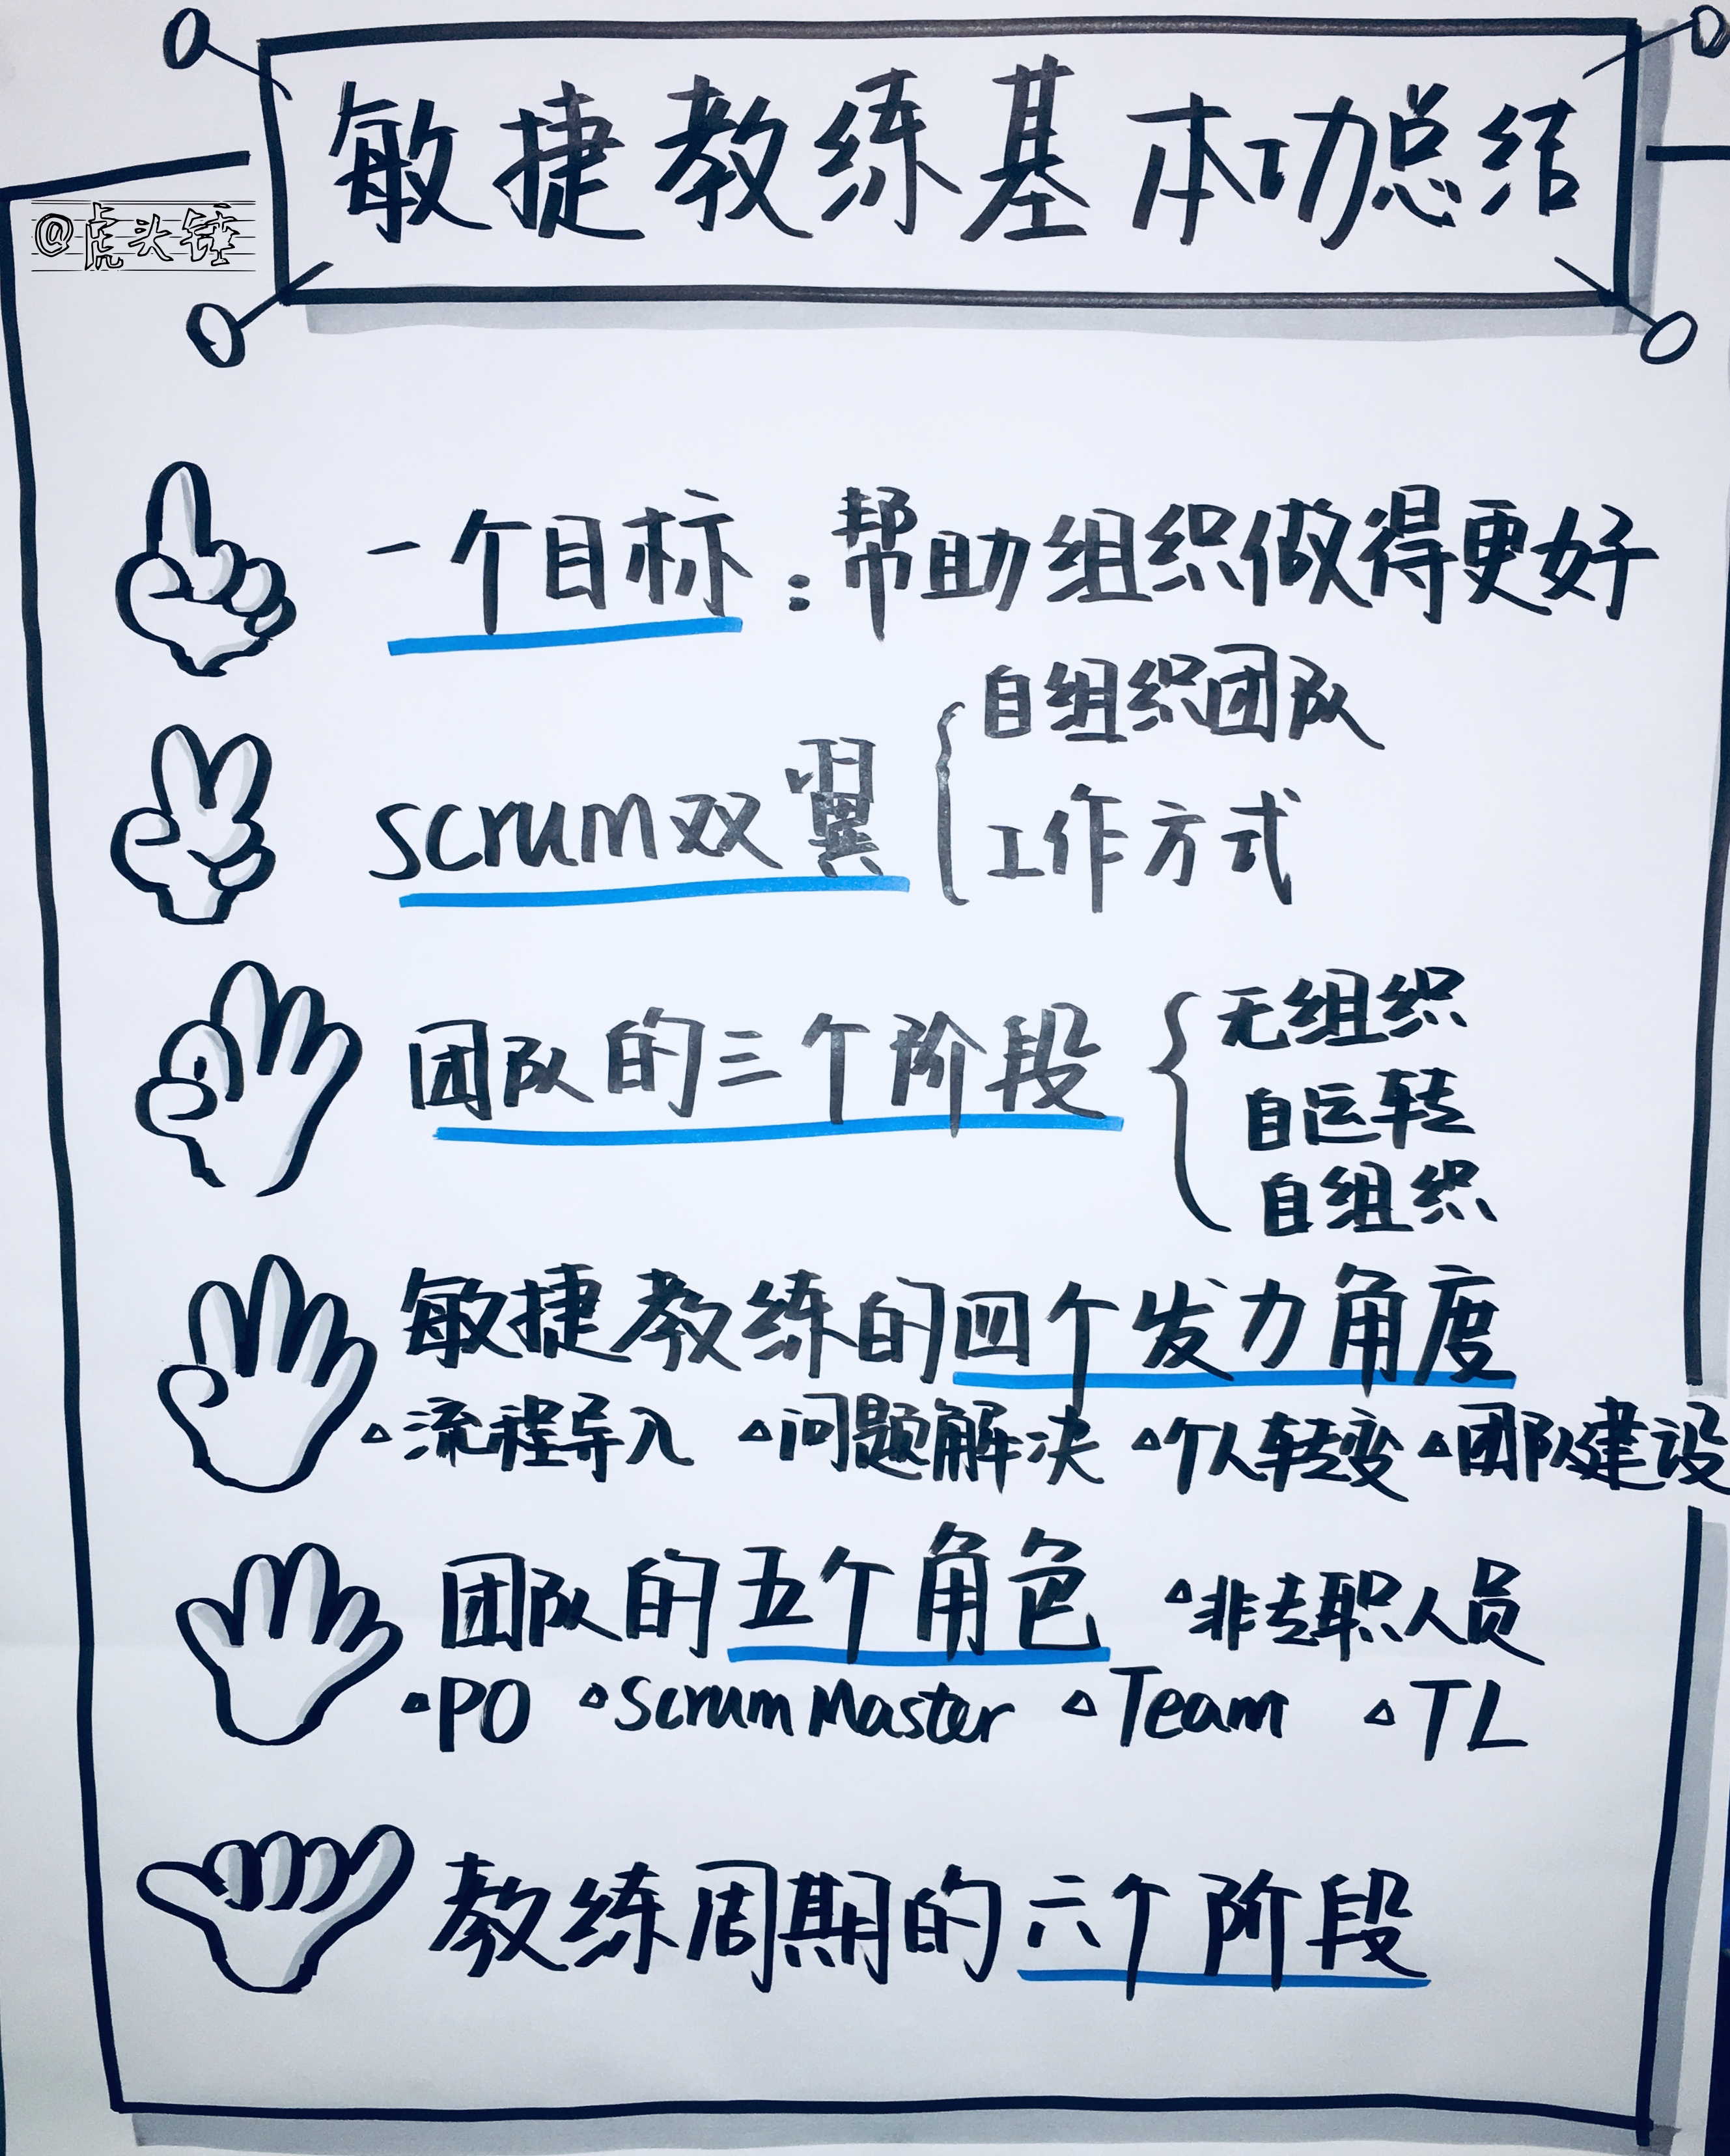 敏捷教练基本功总结
@虎头锤
一个目标：帮助组织做得更好
自组织团队
scrum双翼
工作方式
无组织
团队的三个阶段
自运转
自组织
敏捷教练的四个发力角度
△流程导入 △问题解决 △个人转变 △团队建设
团队的五个角色 △非专职人员
△PO △Scrum Master △Team △TL
教练周期的六个阶段